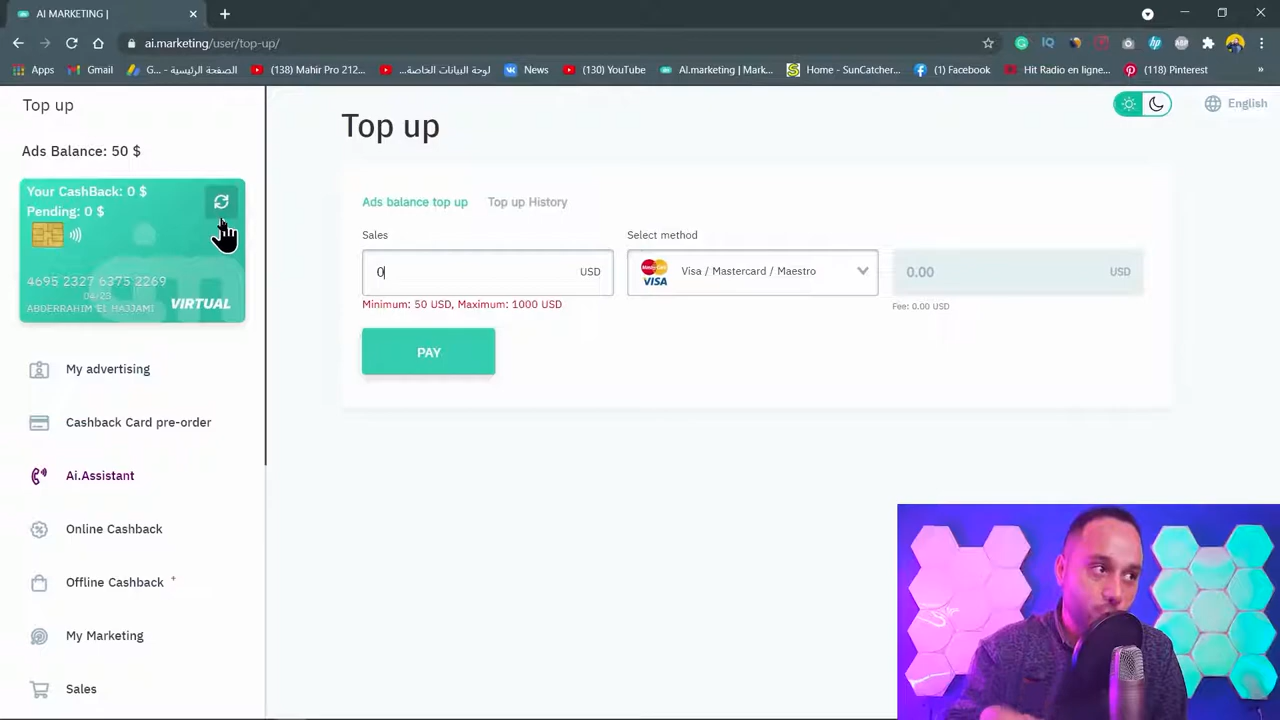 AI MARKETING |
ai.marketing/user/top-up/
Apps
Gmail
G... - الصفحة الرئيسية
(138) Mahir Pro 212...
لوحة البيانات الخاصة...
News
(130) YouTube
AI.marketing | Mark...
Home - SunCatcher...
(1) Facebook
Hit Radio en ligne...
(118) Pinterest
»
Top up
Ads Balance: 50 $
Your CashBack: 0 $
Pending: 0 $
4695 2327 6375 2269
04/25
ABDERRAHIM EL HAJJAMI
VIRTUAL
My advertising
Cashback Card pre-order
Ai.Assistant
Online Cashback
Offline Cashback +
My Marketing
Sales
English
Top up
Ads balance top up
Top up History
Sales
0
USD
Minimum: 50 USD, Maximum: 1000 USD
Select method
VISA
Visa / Mastercard / Maestro
0.00
USD
Fee: 0.00 USD
PAY